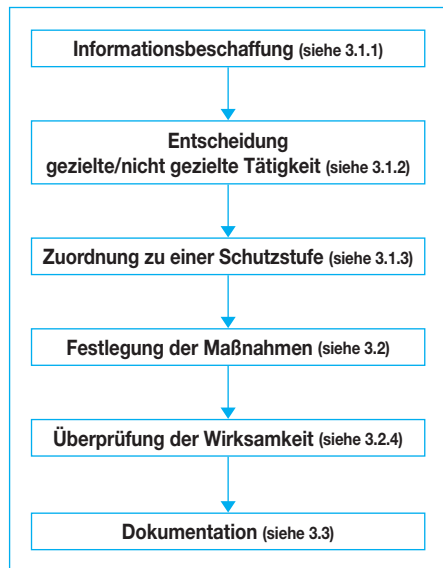 Informationsbeschaffung (siehe 3.1.1)
Entscheidung
gezielte/nicht gezielte Tätigkeit (siehe 3.1.2)
Zuordnung zu einer Schutzstufe (siehe 3.1.3)
Festlegung der Maßnahmen (siehe 3.2)
Überprüfung der Wirksamkeit (siehe 3.2.4)
Dokumentation (siehe 3.3)